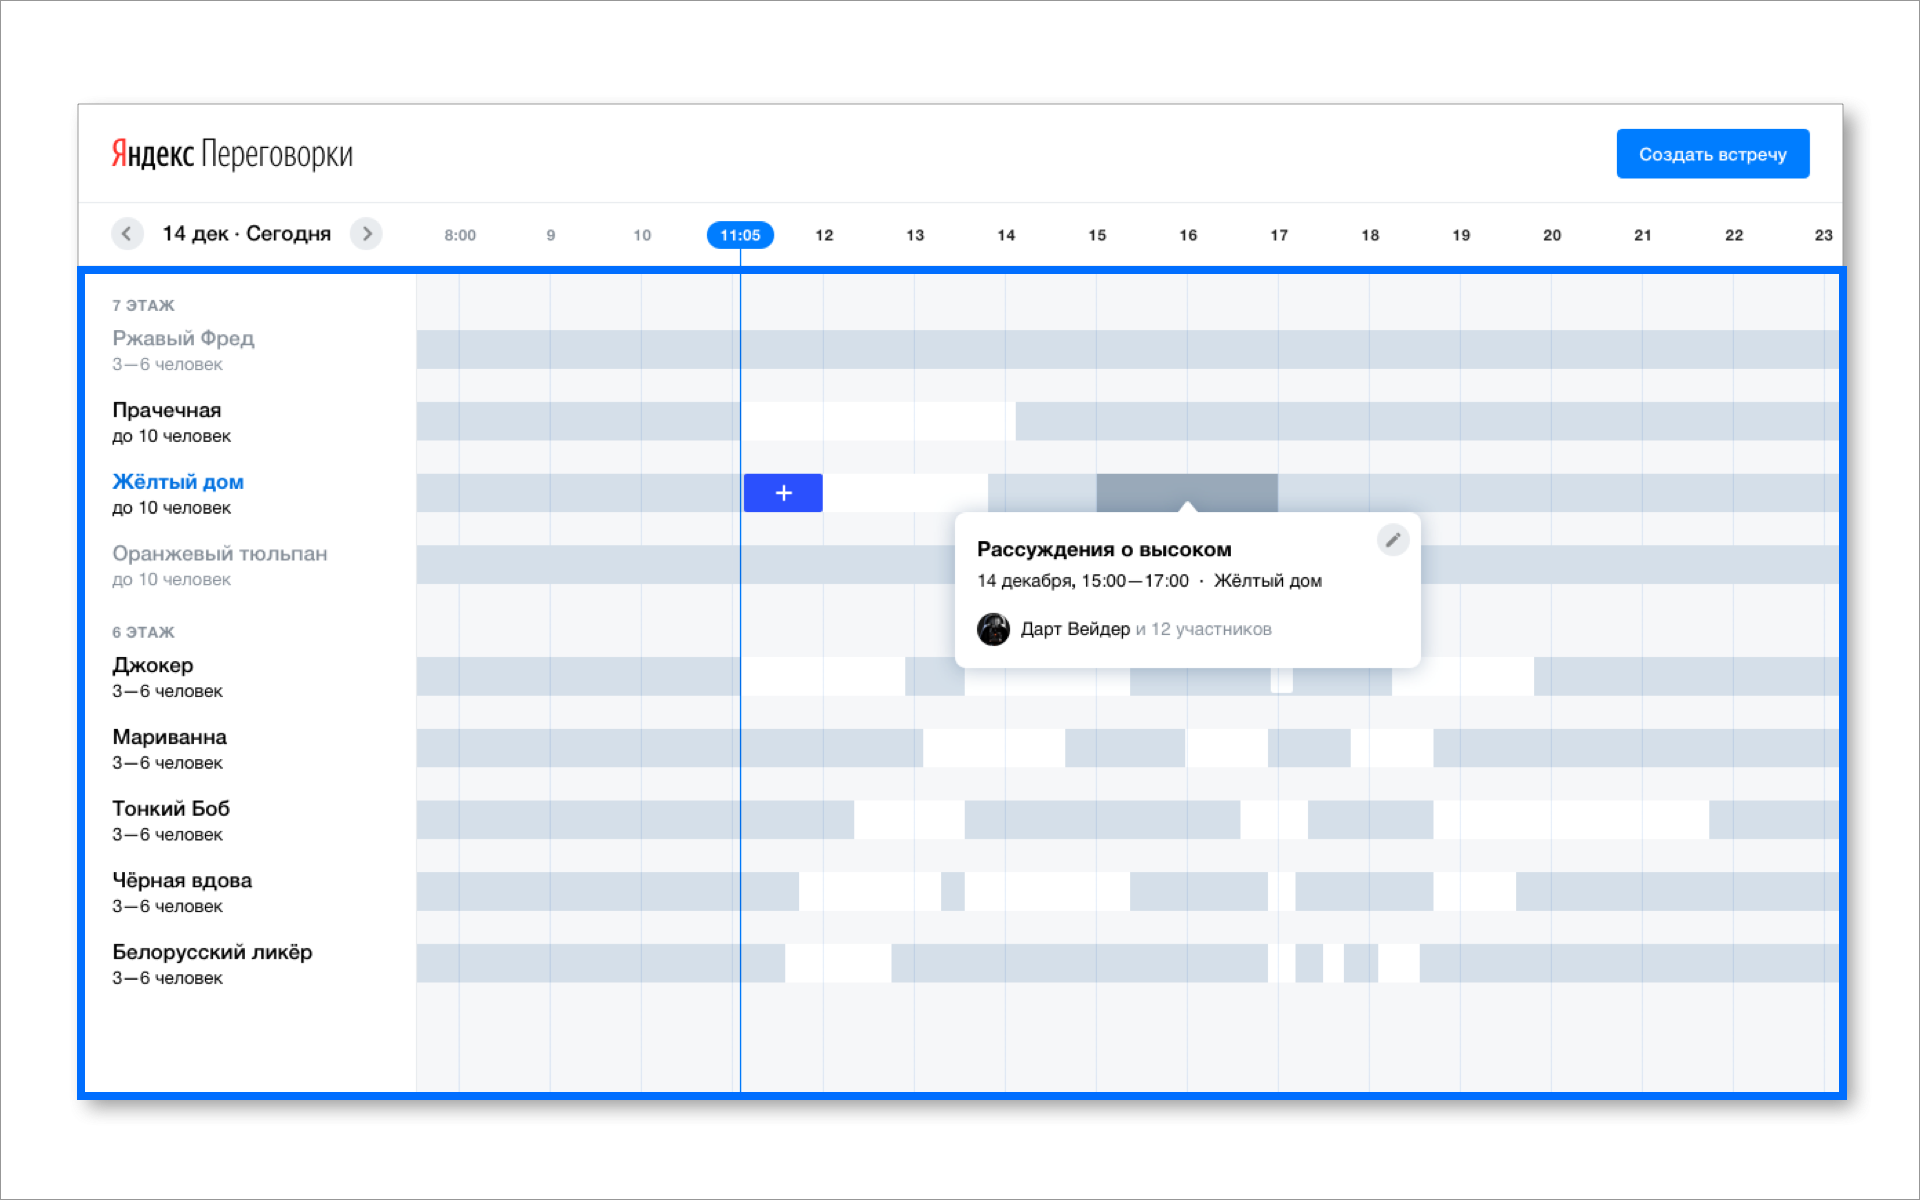 Яндекс Переговорки
Создать встречу
14 дек · Сегодня
8:00 9 10 11:05 12 13 14 15 16 17 18 19 20 21 22 23
7 ЭТАЖ
Ржавый Фред
3—6 человек
Прачечная
до 10 человек
Жёлтый дом
до 10 человек
Оранжевый тюльпан
до 10 человек
Рассуждения о высоком
14 декабря, 15:00—17:00 · Жёлтый дом
Дарт Вейдер и 12 участников
6 ЭТАЖ
Джокер
3—6 человек
Мариванна
3—6 человек
Тонкий Боб
3—6 человек
Чёрная вдова
3—6 человек
Белорусский ликёр
3—6 человек